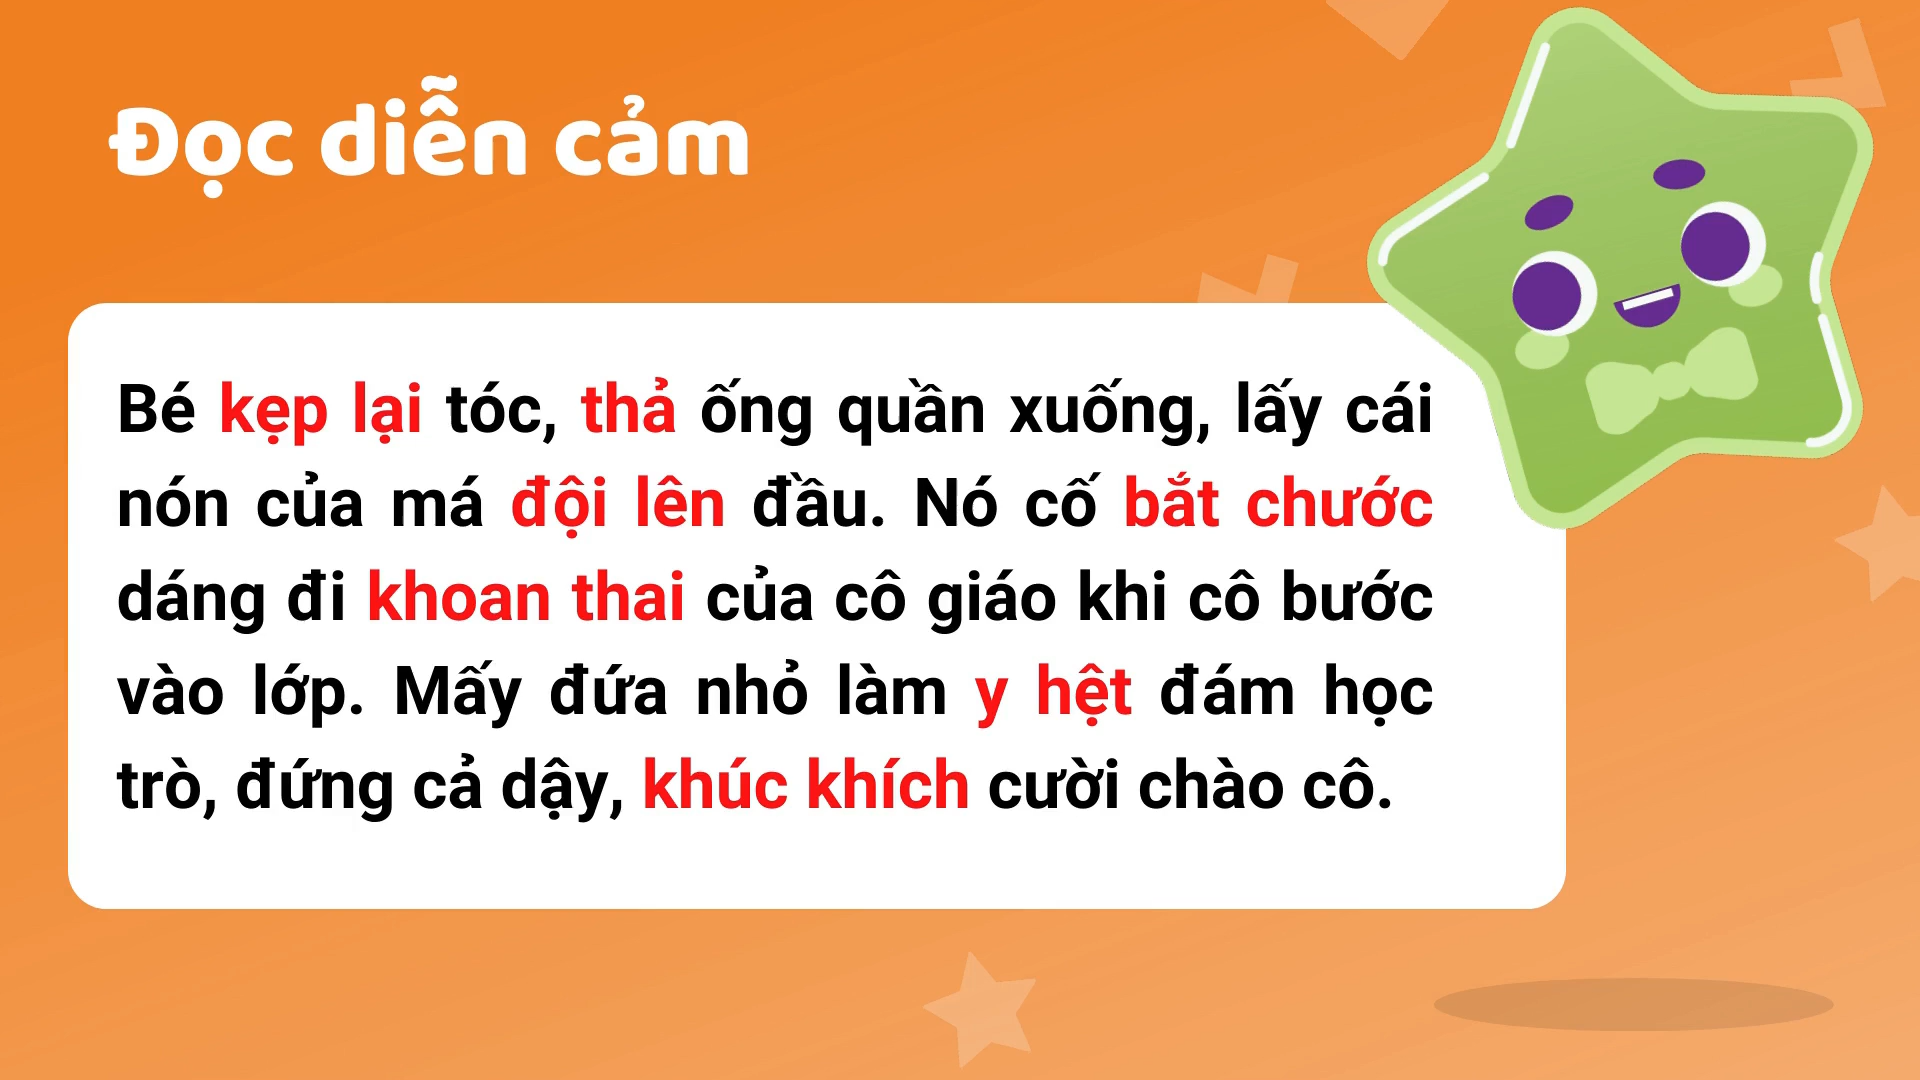 Đọc diễn cảm
Bé kẹp lại tóc, thả ống quần xuống, lấy cái
nón của má đội lên đầu. Nó cố bắt chước
dáng đi khoan thai của cô giáo khi cô bước
vào lớp. Mấy đứa nhỏ làm y hệt đám học
trò, đứng cả dậy, khúc khích cười chào cô.